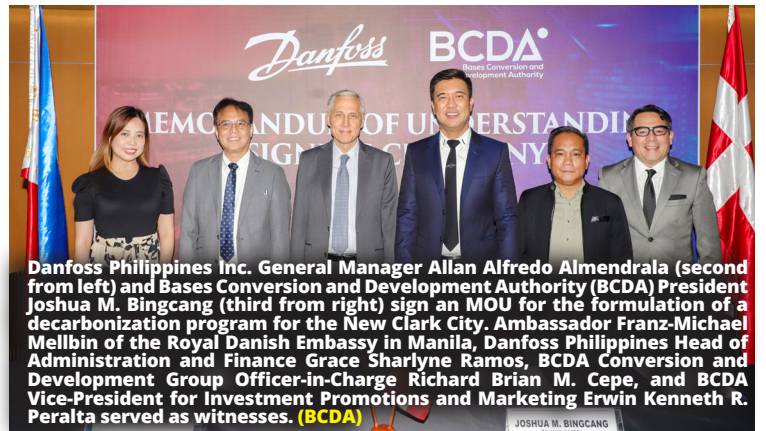 Danfoss
BCDA
Bases Conversion and
Development Authority
MEMORANDUM OF UNDERSTANDING
Danfoss Philippines Inc. General Manager Allan Alfredo Almendrala (second
from left) and Bases Conversion and Development Authority (BCDA) President
Joshua M. Bingcang (third from right) sign an MOU for the formulation of a
decarbonization program for the New Clark City. Ambassador Franz-Michael
Mellbin of the Royal Danish Embassy in Manila, Danfoss Philippines Head of
Administration and Finance Grace Sharlyne Ramos, BCDA Conversion and
Development Group Officer-in-Charge Richard Brian M. Cepe, and BCDA
Vice-President for Investment Promotions and Marketing Erwin Kenneth R.
Peralta served as witnesses. (BCDA)
JOSHUA M. BINGCANG